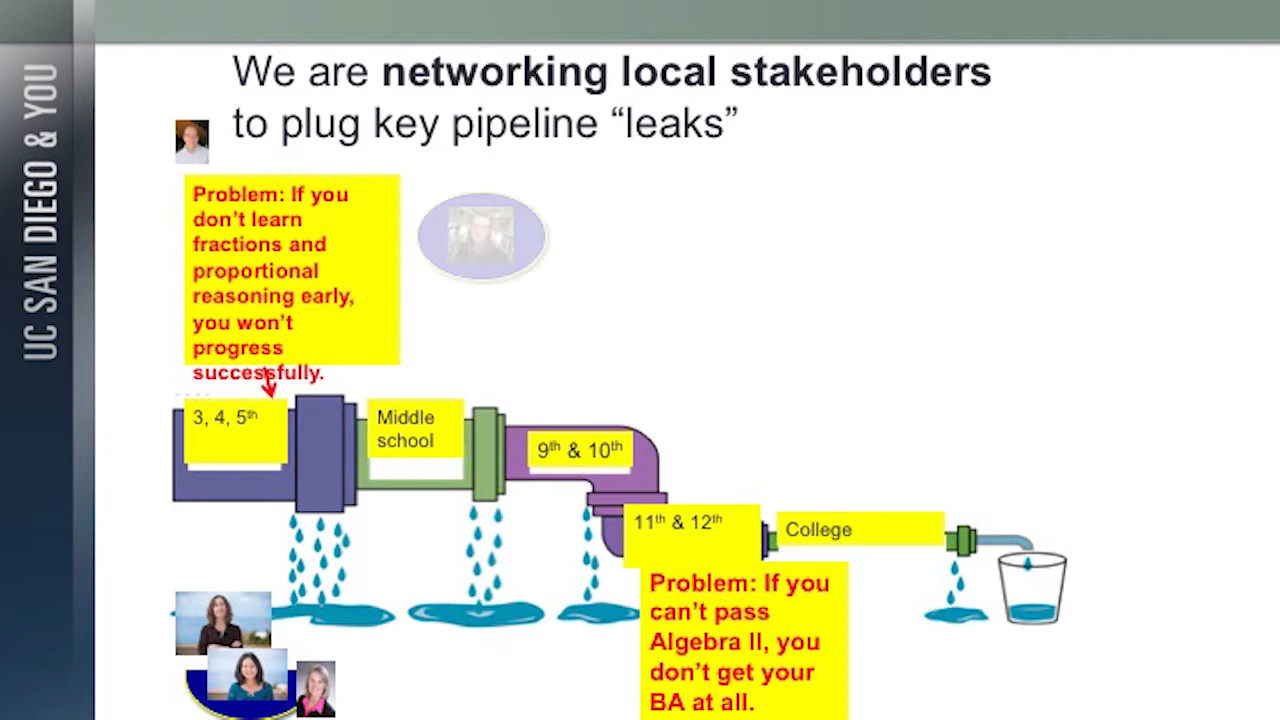 UC SAN DIEGO & YOU
We are networking local stakeholders
to plug key pipeline “leaks”
Problem: If you
don’t learn
fractions and
proportional
reasoning early,
you won’t
progress
successfully.
3, 4, 5th
Middle
school
9th & 10th
11th & 12th
College
Problem: If you
can’t pass
Algebra II, you
don’t get your
BA at all.